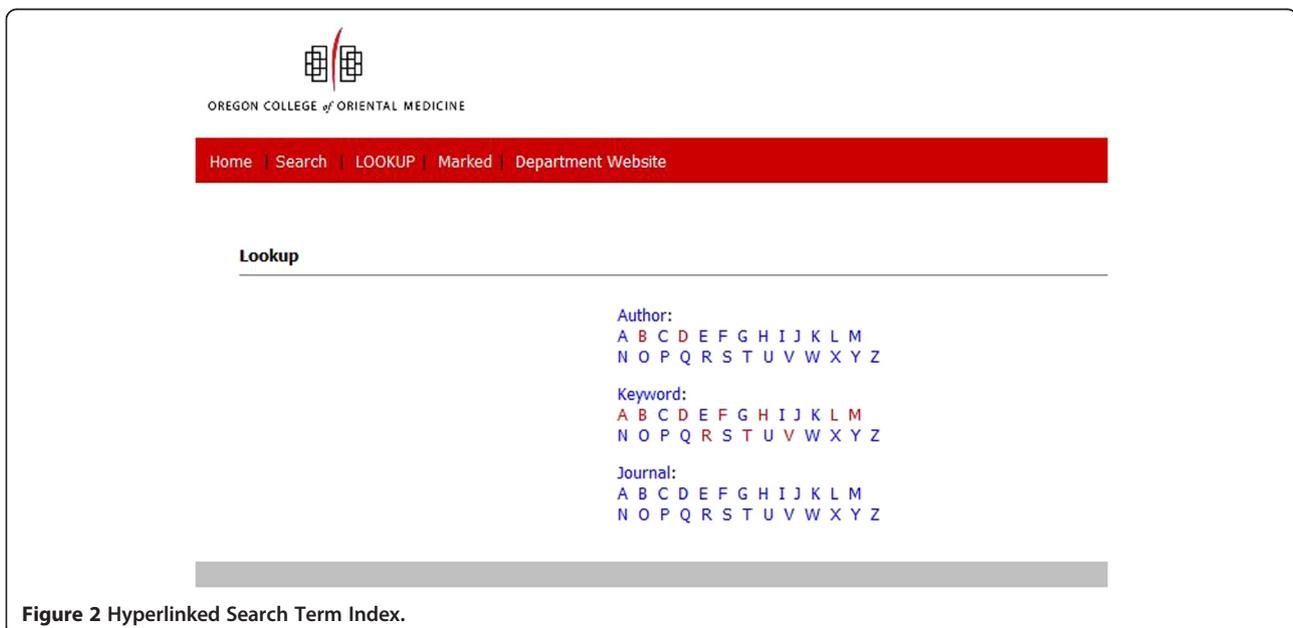 OREGON COLLEGE of ORIENTAL MEDICINE
Home | Search | LOOKUP | Marked | Department Website
Lookup
Author:
A B C D E F G H I J K L M
N O P Q R S T U V W X Y Z
Keyword:
A B C D E F G H I J K L M
N O P Q R S T U V W X Y Z
Journal:
A B C D E F G H I J K L M
N O P Q R S T U V W X Y Z
Figure 2 Hyperlinked Search Term Index.